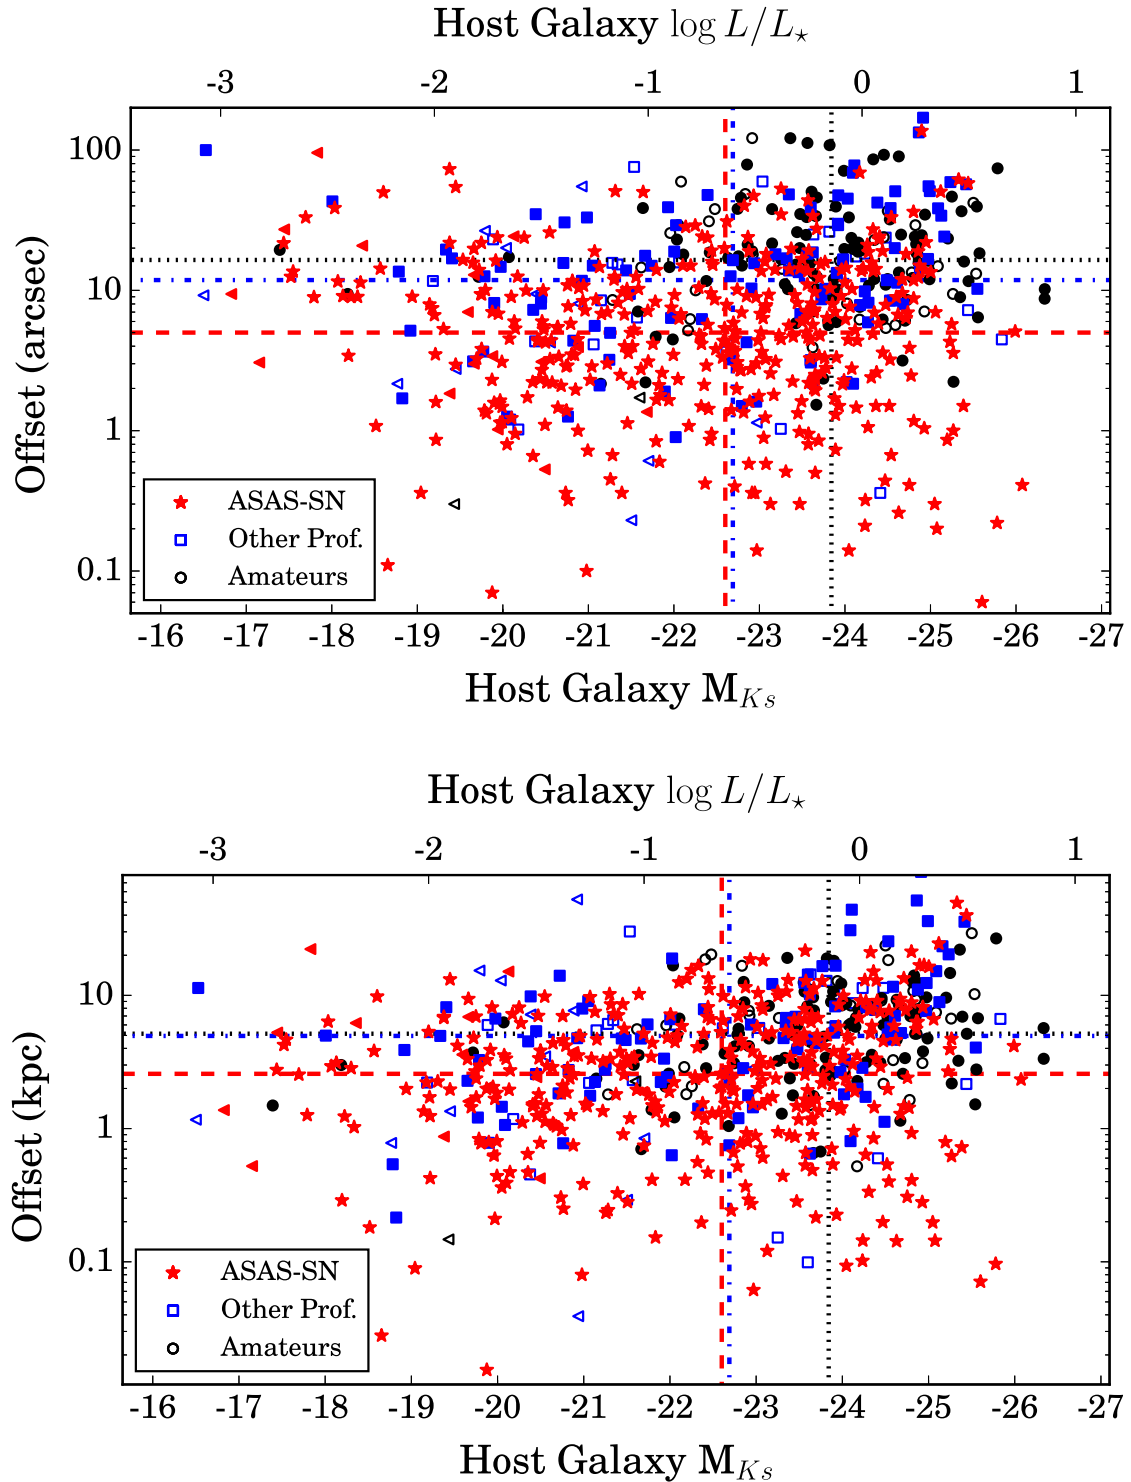 Host Galaxy log L/L⋆
-3 -2 -1 0 1
100
10
1
0.1
Offset (arcsec)
ASAS-SN
Other Prof.
Amateurs
-16 -17 -18 -19 -20 -21 -22 -23 -24 -25 -26 -27
Host Galaxy M_Ks
Host Galaxy log L/L⋆
-3 -2 -1 0 1
10
1
0.1
Offset (kpc)
ASAS-SN
Other Prof.
Amateurs
-16 -17 -18 -19 -20 -21 -22 -23 -24 -25 -26 -27
Host Galaxy M_Ks